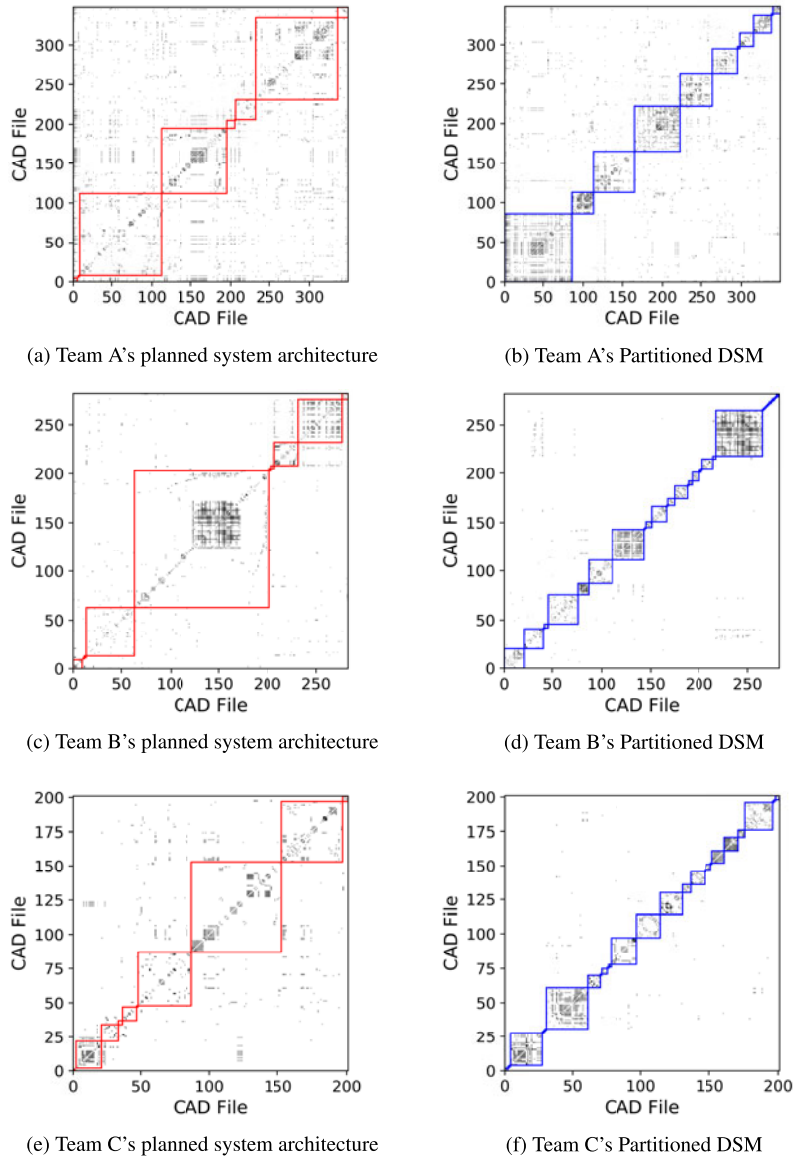 CAD File
350
300
250
200
150
100
50
0
0 50 100 150 200 250 300
CAD File
(a) Team A's planned system architecture
CAD File
300
250
200
150
100
50
0
0 50 100 150 200 250 300
CAD File
(b) Team A's Partitioned DSM
CAD File
250
200
150
100
50
0
0 50 100 150 200 250
CAD File
(c) Team B's planned system architecture
CAD File
250
200
150
100
50
0
0 50 100 150 200 250
CAD File
(d) Team B's Partitioned DSM
CAD File
200
175
150
125
100
75
50
25
0
0 50 100 150 200
CAD File
(e) Team C's planned system architecture
CAD File
200
175
150
125
100
75
50
25
0
0 50 100 150 200
CAD File
(f) Team C's Partitioned DSM